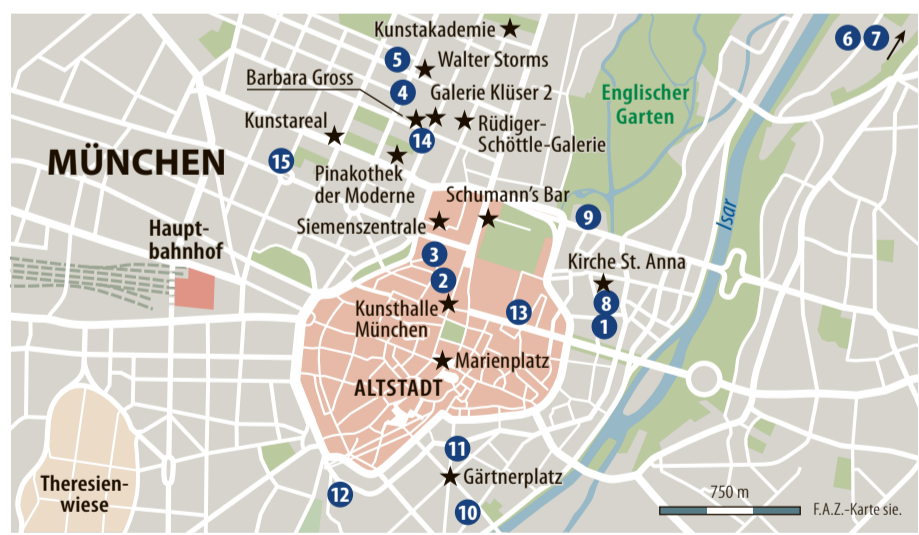 Kunstakademie
6 7
5 Walter Storms
Barbara Gross
4 Galerie Klüser 2
Englischer
Garten
Kunstareal
Rüdiger-
Schöttle-Galerie
14
MÜNCHEN
15
Pinakothek
der Moderne
Schumann's Bar
Siemenszentrale
9
Isar
Haupt-
bahnhof
3
Kirche St. Anna
2
8
Kunsthalle
München
13
1
Marienplatz
ALTSTADT
11
Gärtnerplatz
Theresien-
wiese
12
10
750 m
F.A.Z.-Karte sie.